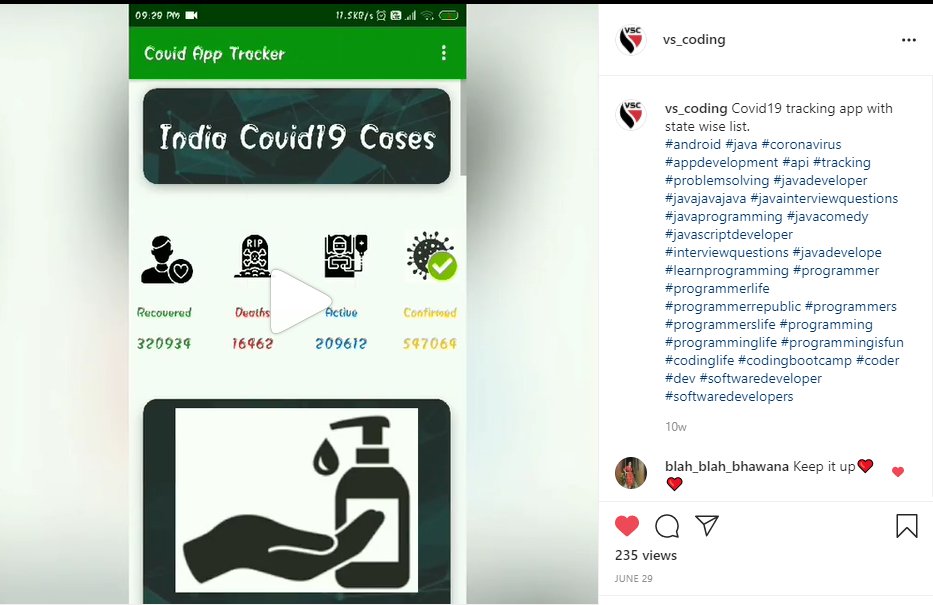 09:29 PM
11.5KB/s
Covid App Tracker
India Covid19 Cases
RIP
Recovered
Deaths
Active
Confirmed
320934
16462
209612
547064
VSC
vs_coding
VSC
vs_coding Covid19 tracking app with
state wise list.
#android #java #coronavirus
#appdevelopment #api #tracking
#problemsolving #javadeveloper
#javajavajava #javainterviewquestions
#javaprogramming #javacomedy
#javascriptdeveloper
#interviewquestions #javadevelope
#learnprogramming #programmer
#programmerlife
#programmerrepublic #programmers
#programmerslife #programming
#programminglife #programmingisfun
#codinglife #codingbootcamp #coder
#dev #softwaredeveloper
#softwaredevelopers
10w
blah_blah_bhawana Keep it up❤️
❤️
235 views
JUNE 29